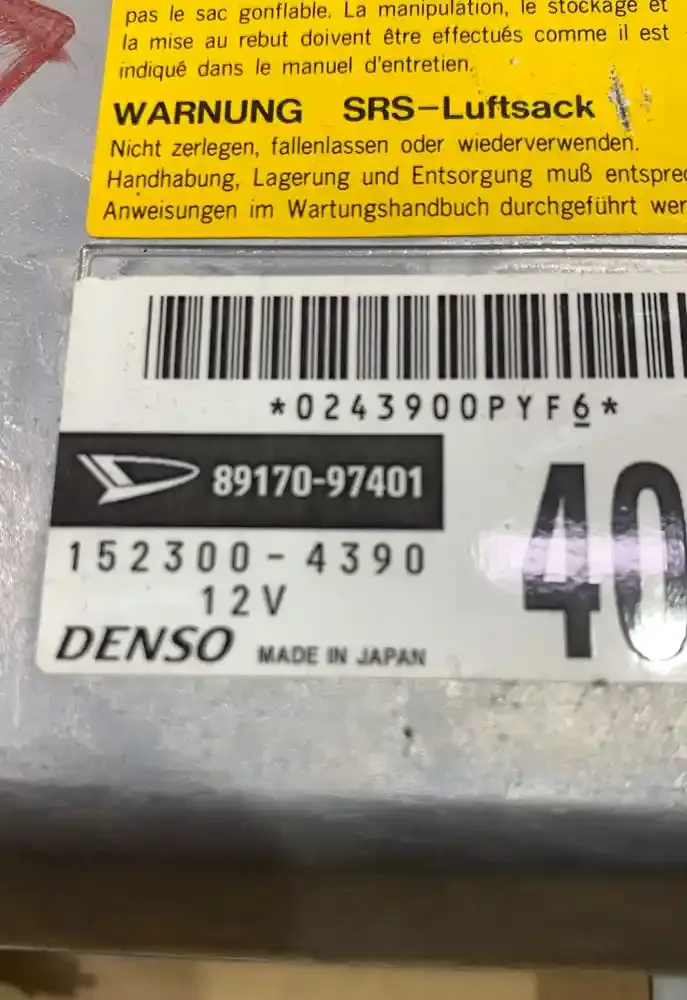 pas le sac gonflable. La manipulation, le stockage et
la mise au rebut doivent être effectués comme il est
indiqué dans le manuel d'entretien.
WARNUNG SRS-Luftsack
Nicht zerlegen, fallenlassen oder wiederverwenden.
Handhabung, Lagerung und Entsorgung muß
Anweisungen im Wartungshandbuch durchgeführt
*0243900PYF6*
89170-97401
40
152300-4390
12V
DENSO MADE IN JAPAN